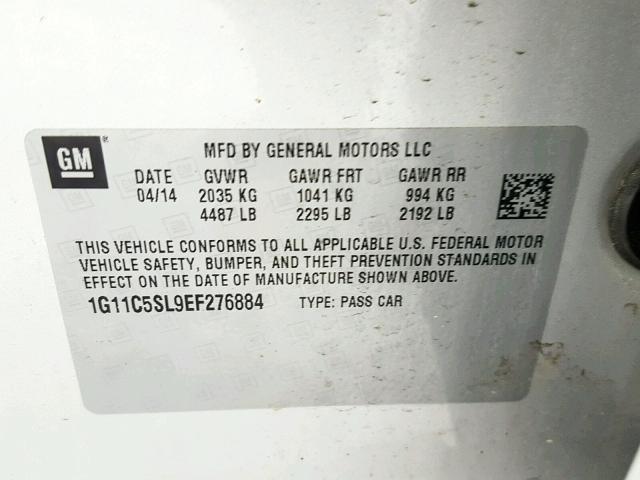 GM ®
MFD BY GENERAL MOTORS LLC
DATE GVWR GAWR FRT GAWR RR
04/14 2035 KG 1041 KG 994 KG
4487 LB 2295 LB 2192 LB
THIS VEHICLE CONFORMS TO ALL APPLICABLE U.S. FEDERAL MOTOR
VEHICLE SAFETY, BUMPER, AND THEFT PREVENTION STANDARDS IN
EFFECT ON THE DATE OF MANUFACTURE SHOWN ABOVE.
1G11C5SL9EF276884 TYPE: PASS CAR